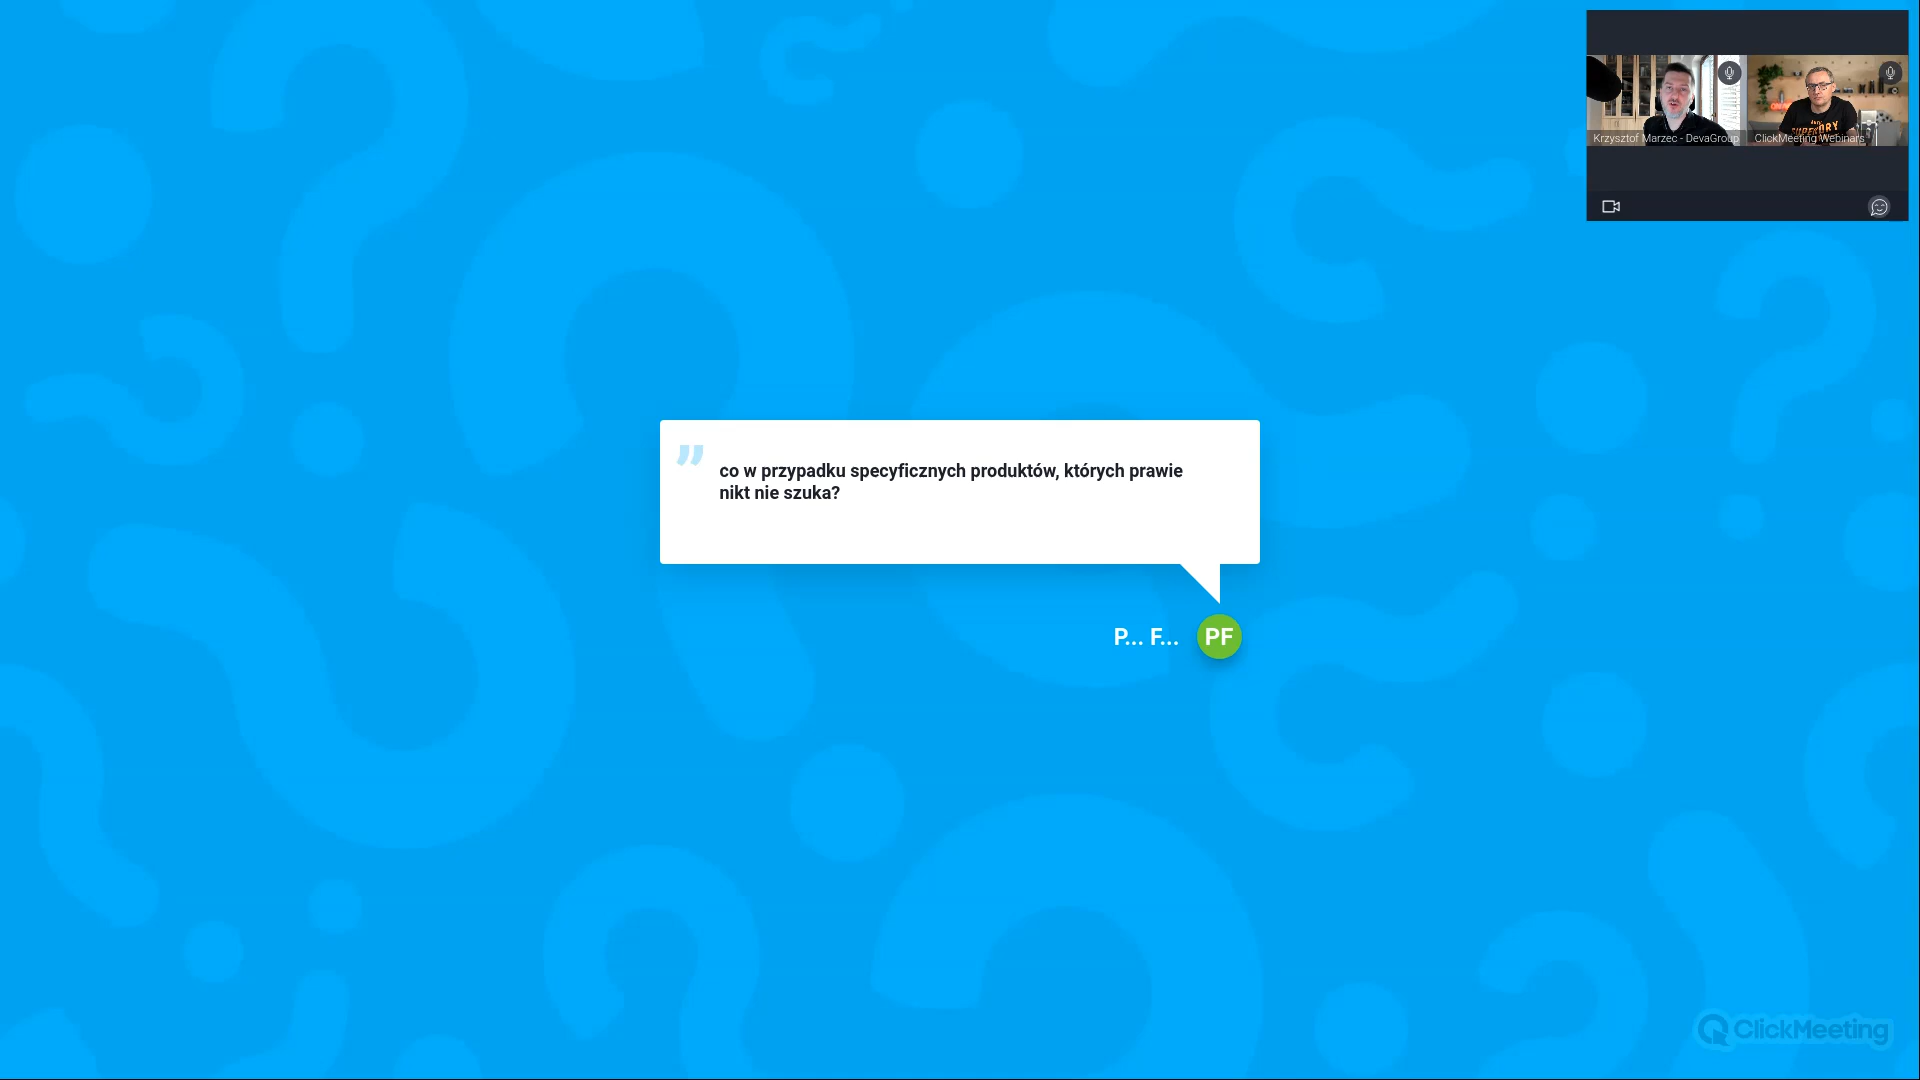 Krzysztof Marzec - DevaGroup
ClickMeeting Webinars
co w przypadku specyficznych produktów, których prawie
nikt nie szuka?
P... F...
PF
ClickMeeting